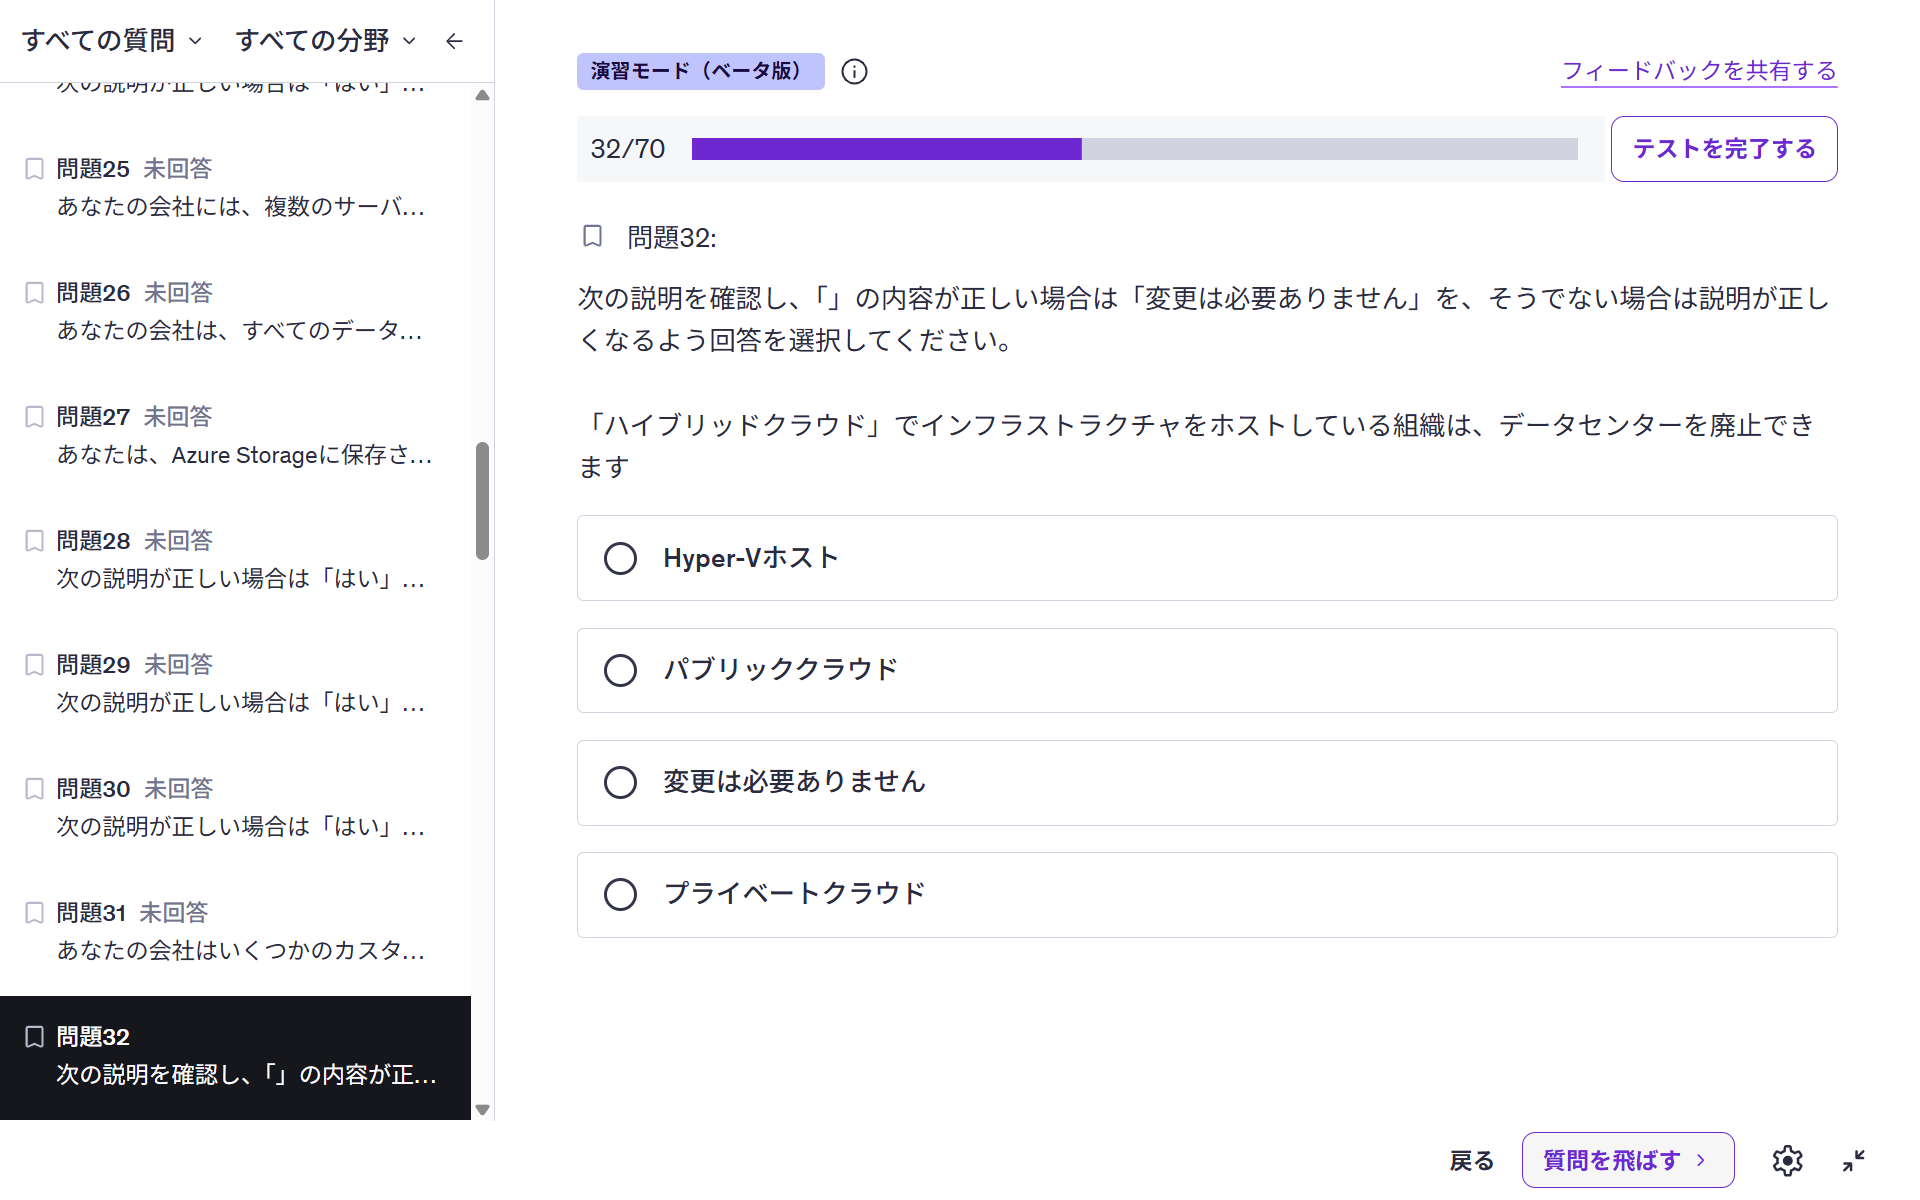 すべての質問
すべての分野
次の説明が正しい場合は「はい」...
問題25 未回答
あなたの会社には、複数のサーバ...
問題26 未回答
あなたの会社は、すべてのデータ...
問題27 未回答
あなたは、Azure Storageに保存さ...
問題28 未回答
次の説明が正しい場合は「はい」...
問題29 未回答
次の説明が正しい場合は「はい」...
問題30 未回答
次の説明が正しい場合は「はい」...
問題31 未回答
あなたの会社はいくつかのカスタ...
問題32
次の説明を確認し、「」の内容が正...
演習モード（ベータ版）
フィードバックを共有する
32/70
テストを完了する
問題32:
次の説明を確認し、「」の内容が正しい場合は「変更は必要ありません」を、そうでない場合は説明が正し
くなるよう回答を選択してください。
「ハイブリッドクラウド」でインフラストラクチャをホストしている組織は、データセンターを廃止でき
ます
Hyper-Vホスト
パブリッククラウド
変更は必要ありません
プライベートクラウド
戻る
質問を飛ばす